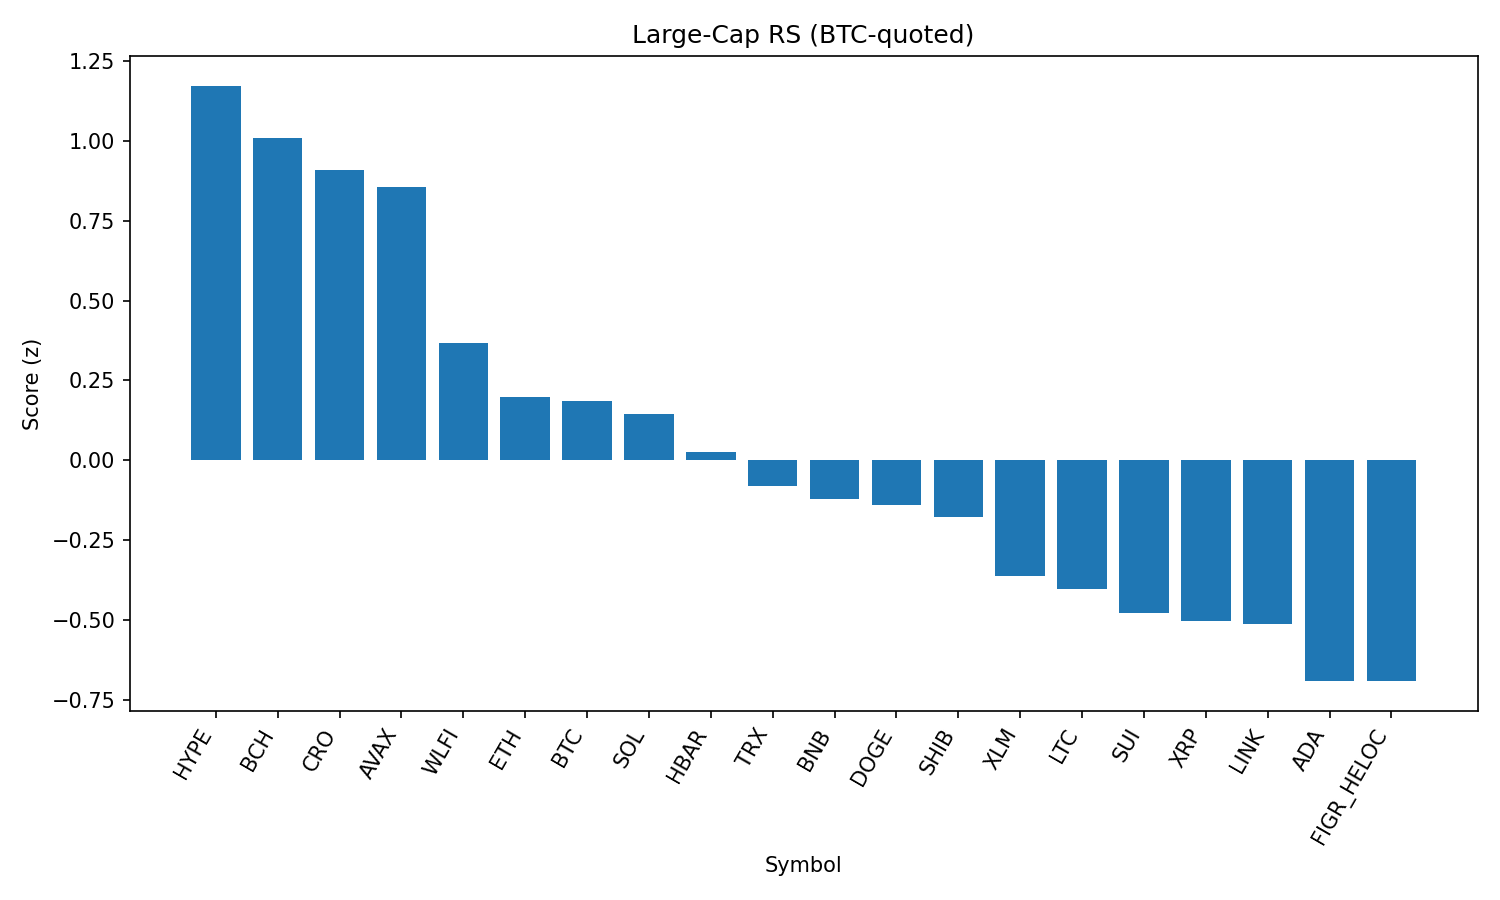 Large-Cap RS (BTC-quoted)
1.25
1.00
0.75
0.50
0.25
0.00
−0.25
−0.50
−0.75
Score (z)
HYPE
BCH
CRO
AVAX
WLFI
ETH
BTC
SOL
HBAR
TRX
BNB
DOGE
SHIB
XLM
LTC
SUI
XRP
LINK
ADA
FIGR_HELOC
Symbol